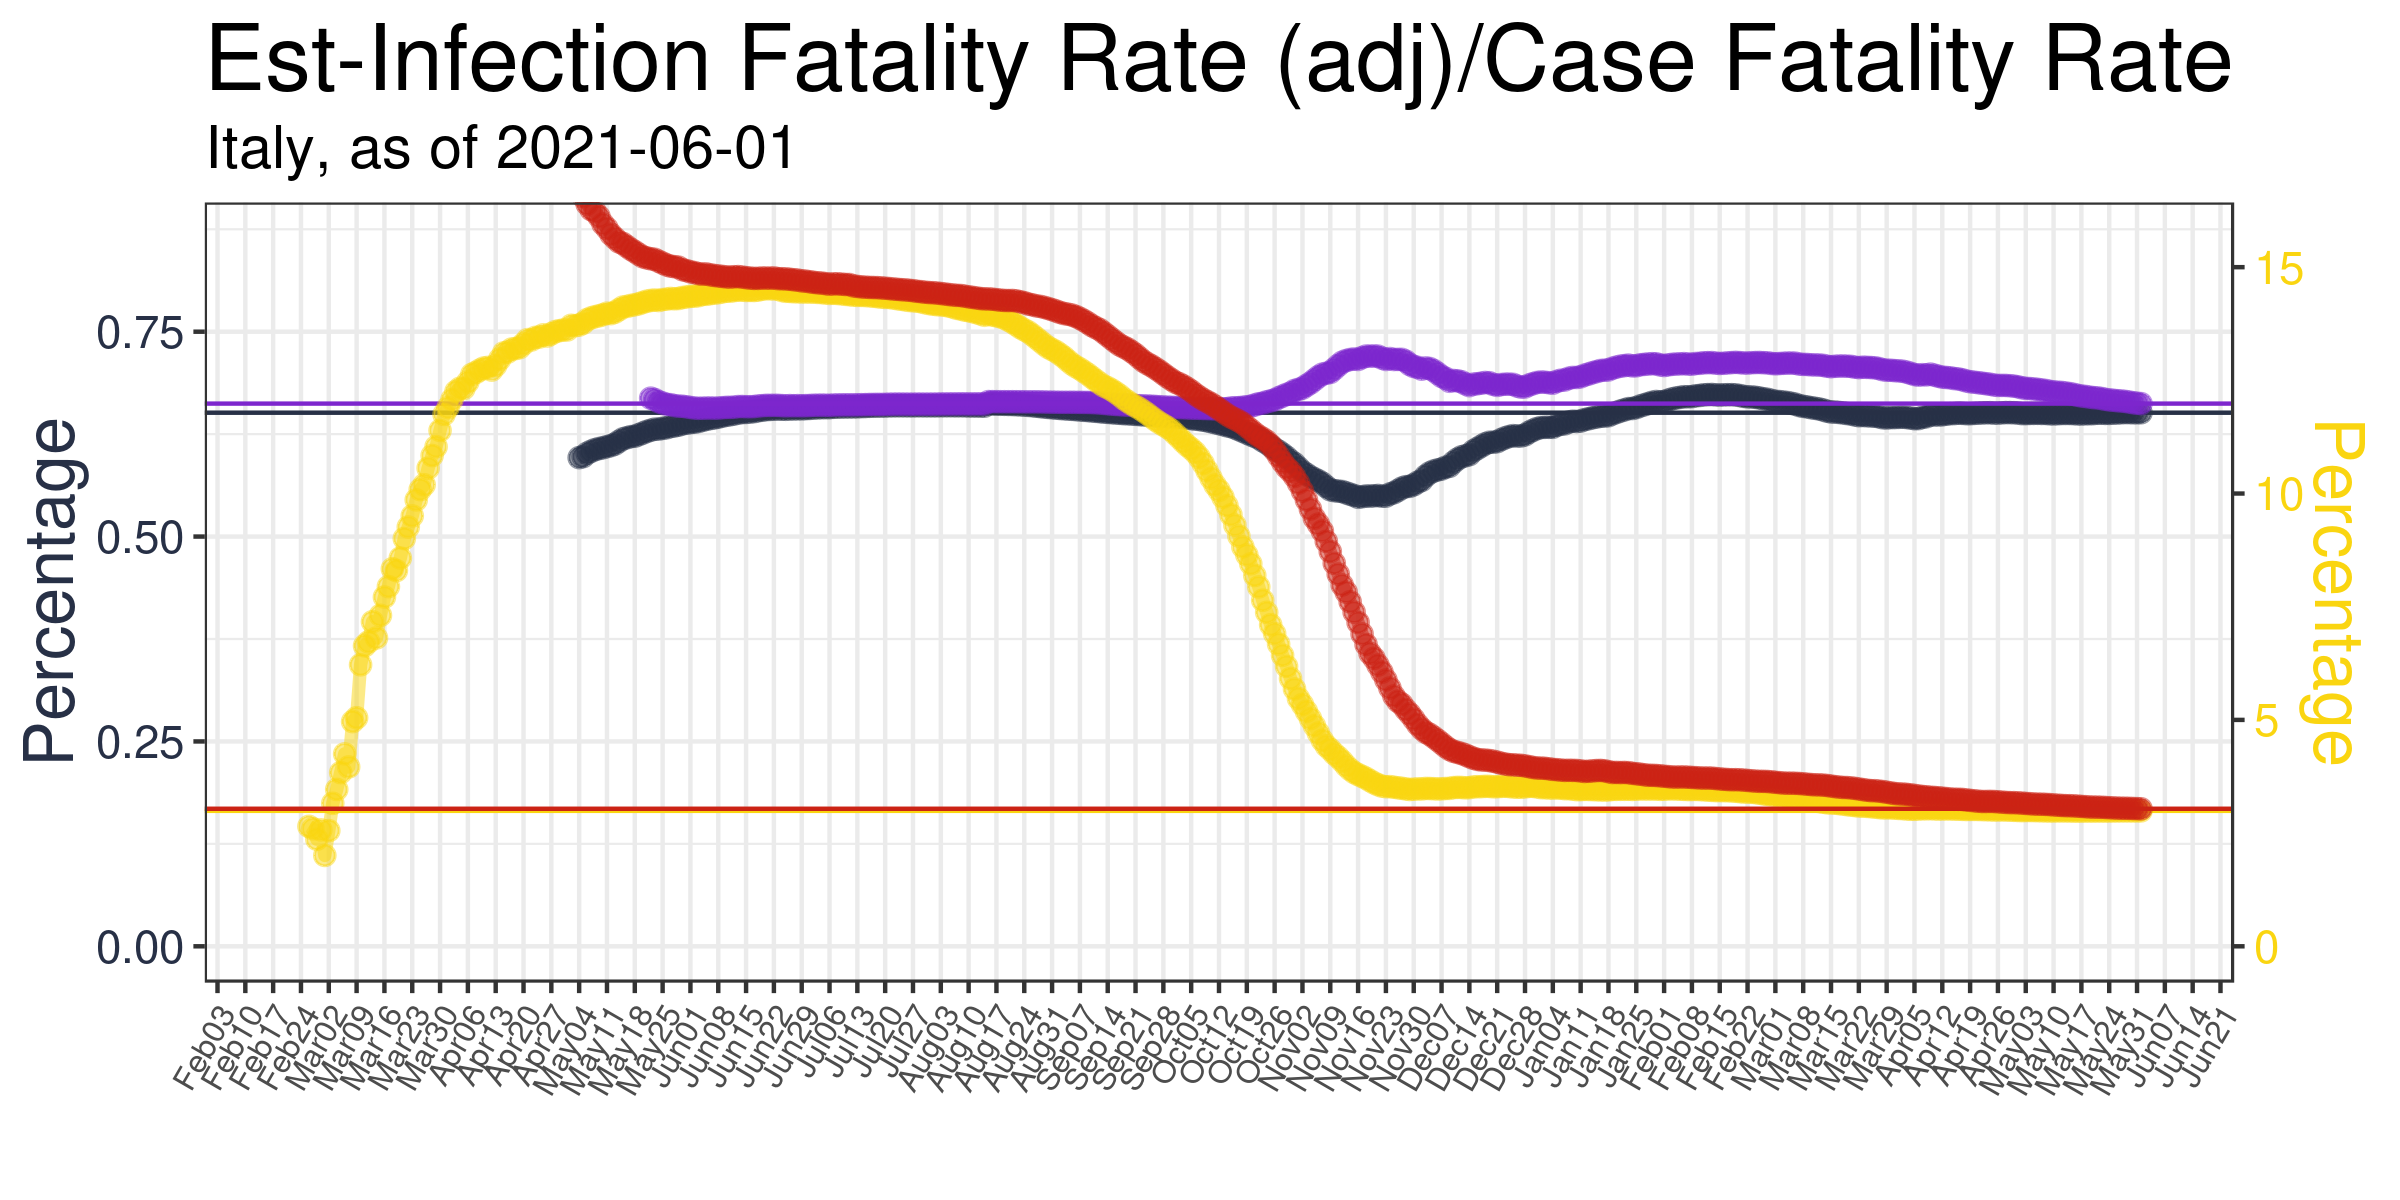 Est-Infection Fatality Rate (adj)/Case Fatality Rate
Italy, as of 2021-06-01
Percentage
0.75
0.50
0.25
0.00
15
10
5
0
Percentage
Feb03
Feb10
Feb17
Feb24
Mar02
Mar09
Mar16
Mar23
Mar30
Apr06
Apr13
Apr20
Apr27
May04
May11
May18
May25
Jun01
Jun08
Jun15
Jun22
Jun29
Jul06
Jul13
Jul20
Jul27
Aug03
Aug10
Aug17
Aug24
Aug31
Sep07
Sep14
Sep21
Sep28
Oct05
Oct12
Oct19
Oct26
Nov02
Nov09
Nov16
Nov23
Nov30
Dec07
Dec14
Dec21
Dec28
Jan04
Jan11
Jan18
Jan25
Feb01
Feb08
Feb15
Feb22
Mar01
Mar08
Mar15
Mar22
Mar29
Apr05
Apr12
Apr19
Apr26
May03
May10
May17
May24
May31
Jun07
Jun14
Jun21